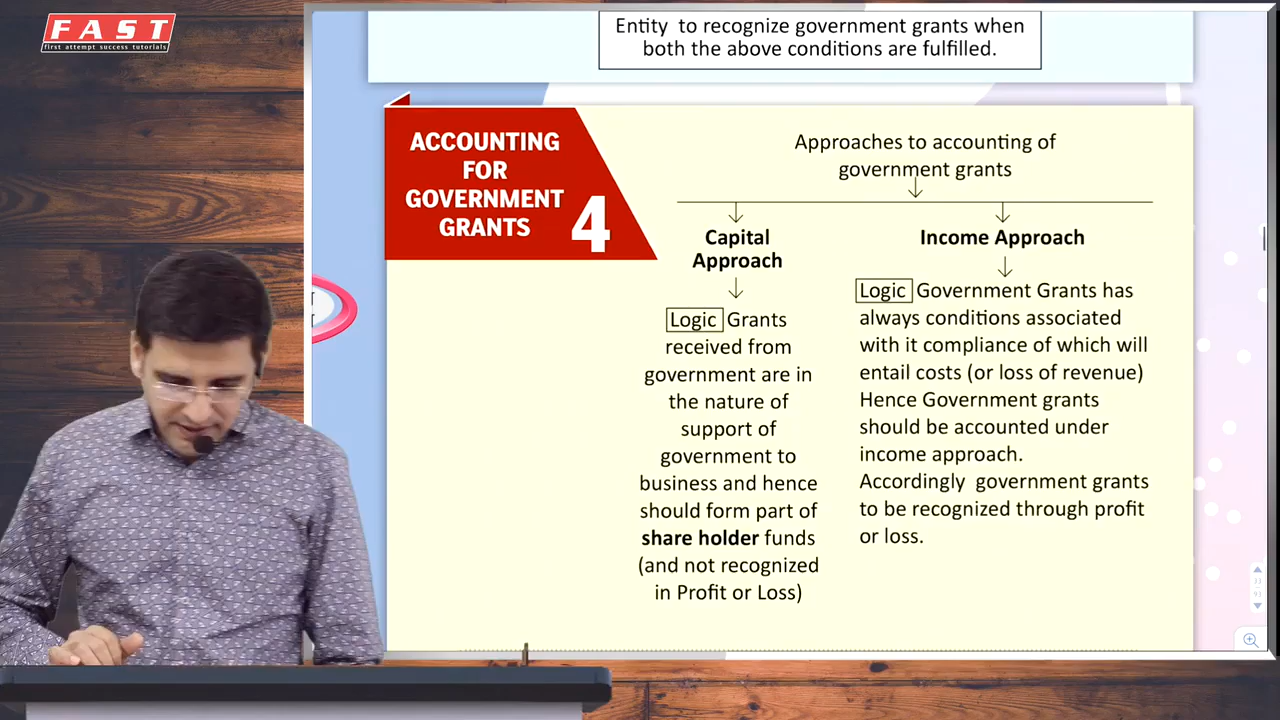 FAST
first attempt success tutorials
Entity to recognize government grants when
both the above conditions are fulfilled.
ACCOUNTING
FOR
GOVERNMENT
GRANTS
4
Approaches to accounting of
government grants
Capital
Approach
Logic Grants
received from
government are in
the nature of
support of
government to
business and hence
should form part of
share holder funds
(and not recognized
in Profit or Loss)
Income Approach
Logic Government Grants has
always conditions associated
with it compliance of which will
entail costs (or loss of revenue)
Hence Government grants
should be accounted under
income approach.
Accordingly government grants
to be recognized through profit
or loss.